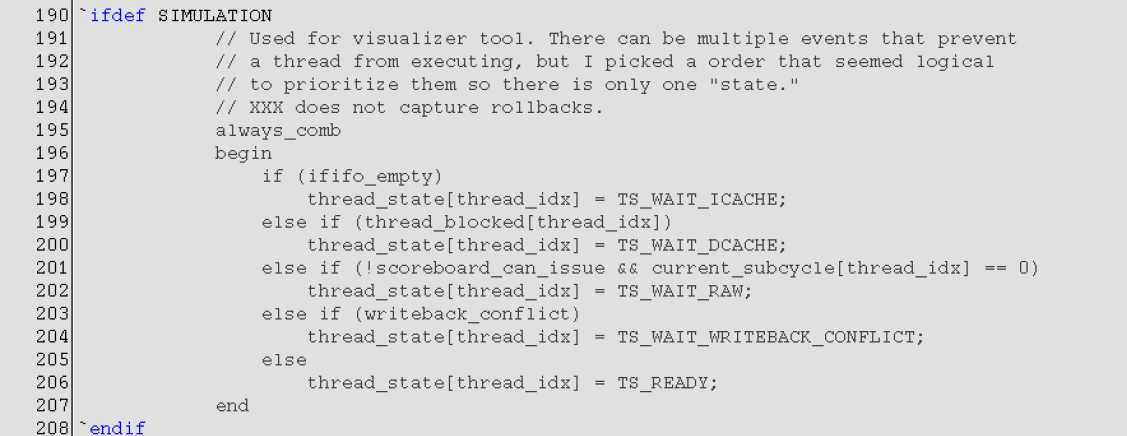 190 `ifdef SIMULATION
191 // Used for visualizer tool. There can be multiple events that prevent
192 // a thread from executing, but I picked a order that seemed logical
193 // to prioritize them so there is only one "state."
194 // XXX does not capture rollbacks.
195 always_comb
196 begin
197 if (ififo_empty)
198 thread_state[thread_idx] = TS_WAIT_ICACHE;
199 else if (thread_blocked[thread_idx])
200 thread_state[thread_idx] = TS_WAIT_DCACHE;
201 else if (!scoreboard_can_issue && current_subcycle[thread_idx] == 0)
202 thread_state[thread_idx] = TS_WAIT_RAW;
203 else if (writeback_conflict)
204 thread_state[thread_idx] = TS_WAIT_WRITEBACK_CONFLICT;
205 else
206 thread_state[thread_idx] = TS_READY;
207 end
208 `endif